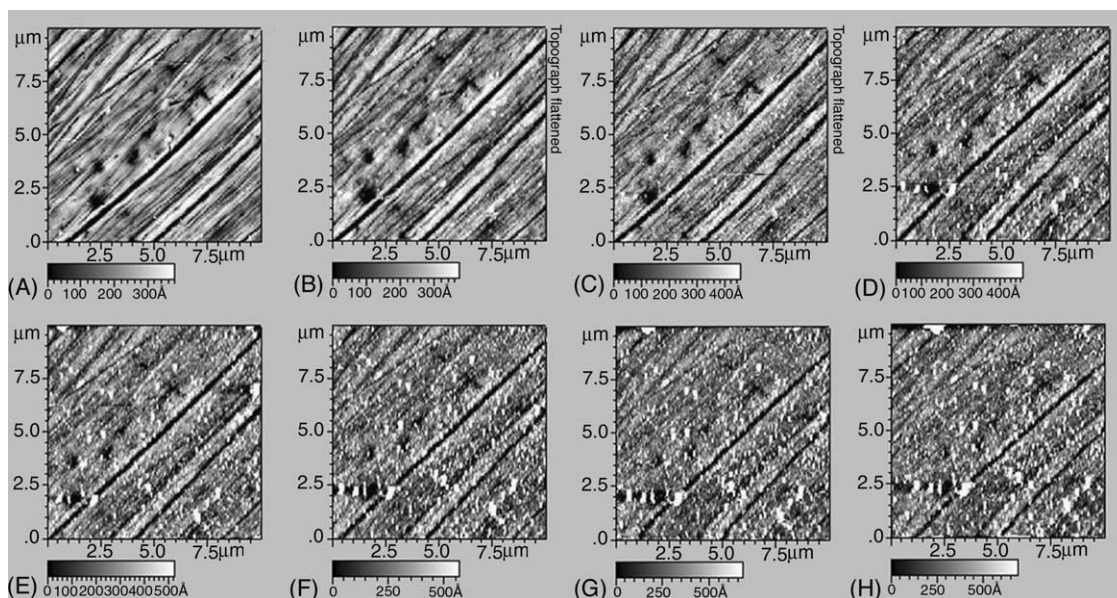 μm
7.5
5.0
2.5
.0
2.5 5.0 7.5μm
(A)
0 100 200 300Å
μm
7.5
5.0
2.5
.0
2.5 5.0 7.5μm
Topograph flattened
(B)
0 100 200 300Å
μm
7.5
5.0
2.5
.0
2.5 5.0 7.5μm
Topograph flattened
(C)
0 100 200 300 400Å
μm
7.5
5.0
2.5
.0
2.5 5.0 7.5μm
(D)
0 100 200 300 400Å
μm
7.5
5.0
2.5
.0
2.5 5.0 7.5μm
(E)
0 100200300400500Å
μm
7.5
5.0
2.5
.0
2.5 5.0 7.5μm
(F)
0 250 500Å
μm
7.5
5.0
2.5
.0
2.5 5.0 7.5μm
(G)
0 250 500Å
μm
7.5
5.0
2.5
.0
2.5 5.0 7.5μm
(H)
0 250 500Å